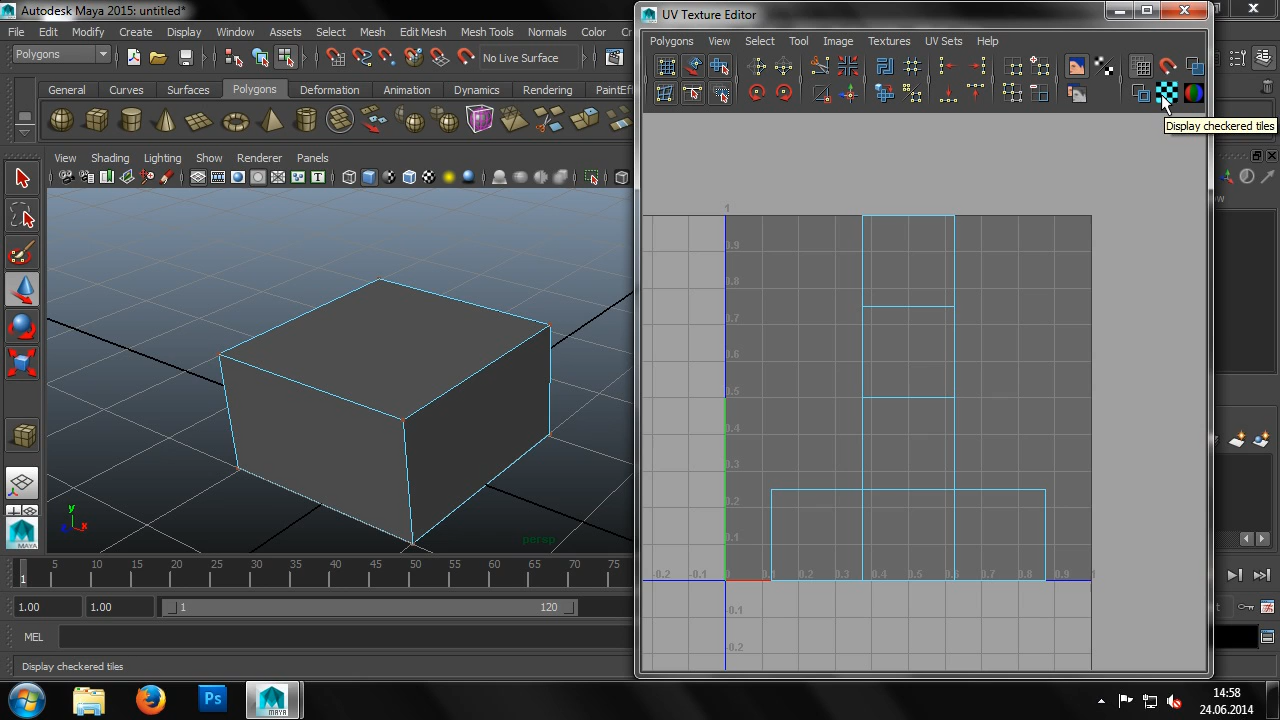 Autodesk Maya 2015: untitled*
File Edit Modify Create Display Window Assets Select Mesh Edit Mesh Mesh Tools Normals Color Cr
Polygons
No Live Surface
General Curves Surfaces Polygons Deformation Animation Dynamics Rendering PaintEf
View Shading Lighting Show Renderer Panels
y
x
persp
1 5 10 15 20 25 30 35 40 45 50 55 60 65 70 75
1.00 1.00 1 120
MEL
Display checkered tiles
UV Texture Editor
Polygons View Select Tool Image Textures UV Sets Help
Display checkered tiles
1
0.9
0.8
0.7
0.6
0.5
0.4
0.3
0.2
0.1
-0.2 -0.1 0 0.1 0.2 0.3 0.4 0.5 0.6 0.7 0.8 0.9 1
-0.1
-0.2
Ps
MAYA
MAYA
14:58
24.06.2014